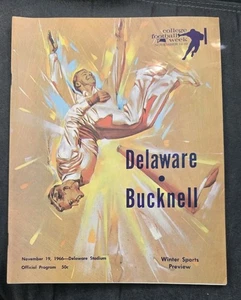 college
football
week
Delaware
•
Bucknell
November 19, 1966—Delaware Stadium
Official Program 50c
Winter Sports
Preview